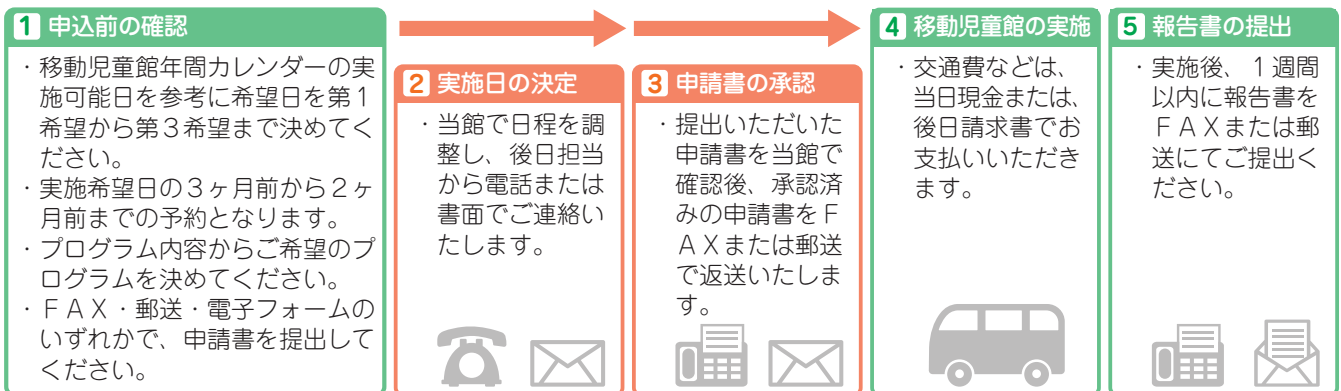 1 申込前の確認
・移動児童館年間カレンダーの実
施可能日を参考に希望日を第1
希望から第3希望まで決めてく
ださい。
・実施希望日の3ヶ月前から2ヶ
月前までの予約となります。
・プログラム内容からご希望のプ
ログラムを決めてください。
・FAX・郵送・電子フォームの
いずれかで、申請書を提出して
ください。
2 実施日の決定
・当館で日程を調
整し、後日担当
から電話または
書面でご連絡い
たします。
3 申請書の承認
・提出いただいた
申請書を当館で
確認後、承認済
みの申請書をF
AXまたは郵送
で返送いたしま
す。
4 移動児童館の実施
・交通費などは、
当日現金または、
後日請求書でお
支払いいただき
ます。
5 報告書の提出
・実施後、1週間
以内に報告書を
FAXまたは郵
送にてご提出く
ださい。